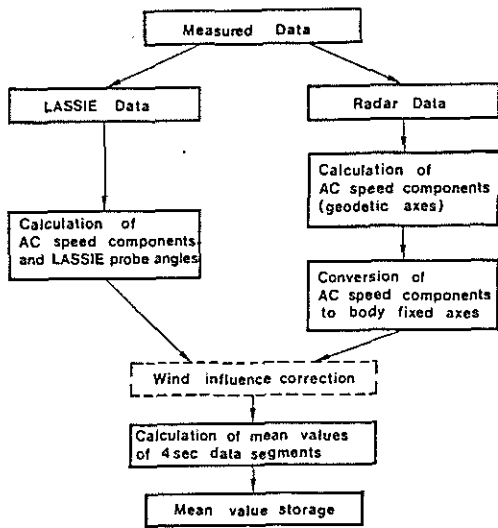 Measured Data
LASSIE Data
Radar Data
Calculation of
AC speed components
and LASSIE probe angles
Calculation of
AC speed components
(geodetic axes)
Conversion of
AC speed components
to body fixed axes
Wind influence correction
Calculation of mean values
of 4sec data segments
Mean value storage